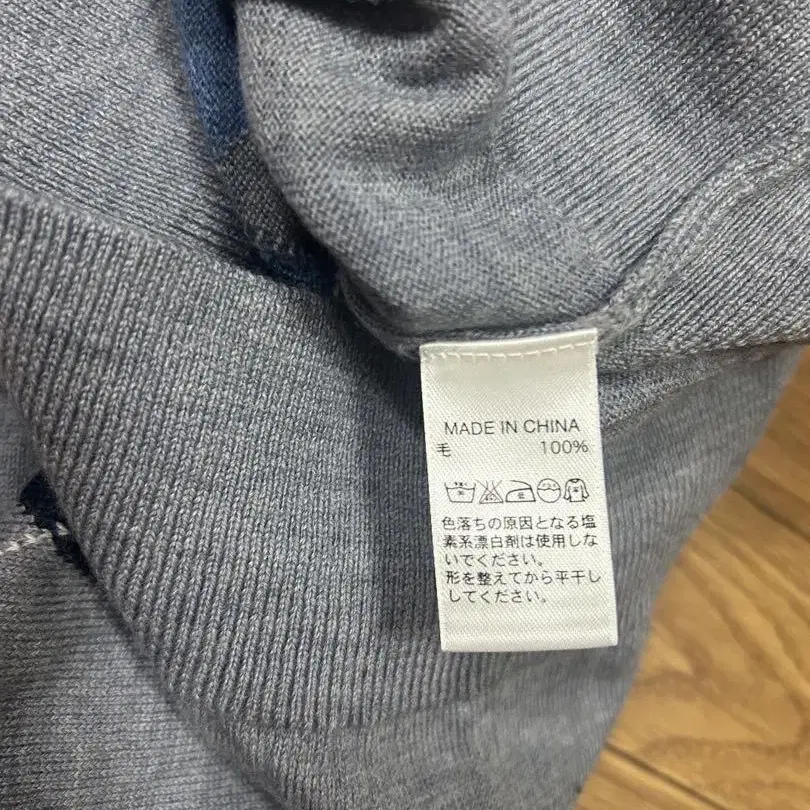 MADE IN CHINA
毛 100%
色落ちの原因となる塩
素系漂白剤は使用しな
いでください。
形を整えてから平干し
してください。